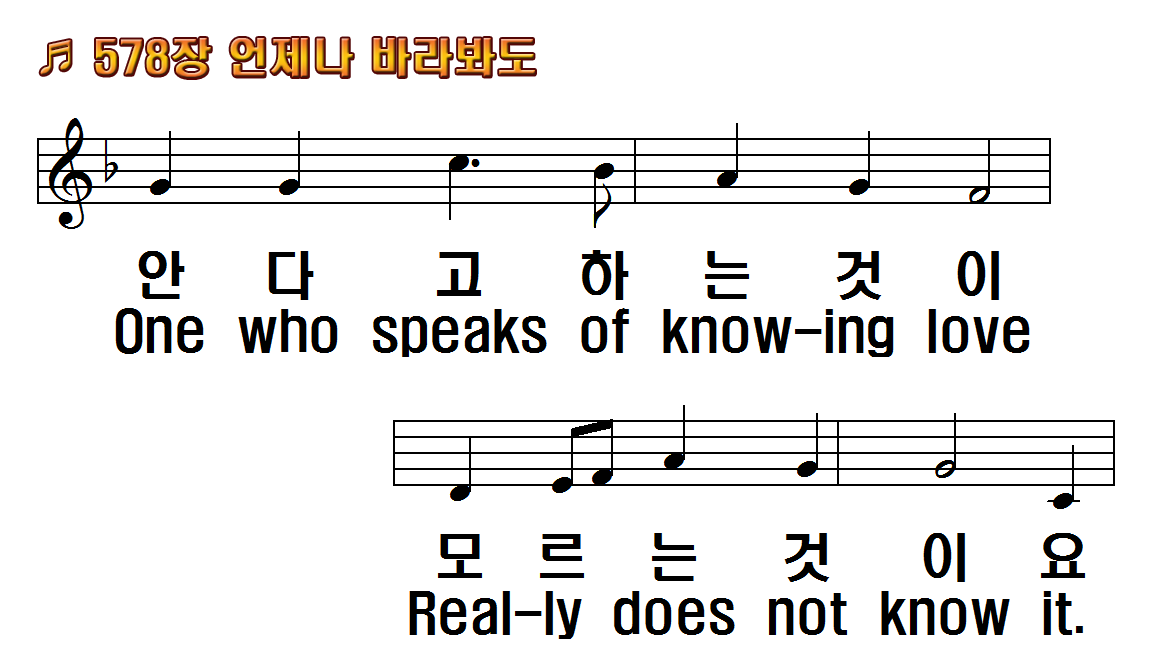 ♬ 578장 언제나 바라봐도
안 다 고 하 는 것 이
One who speaks of know-ing love
모 르 는 것 이 요
Real-ly does not know it.